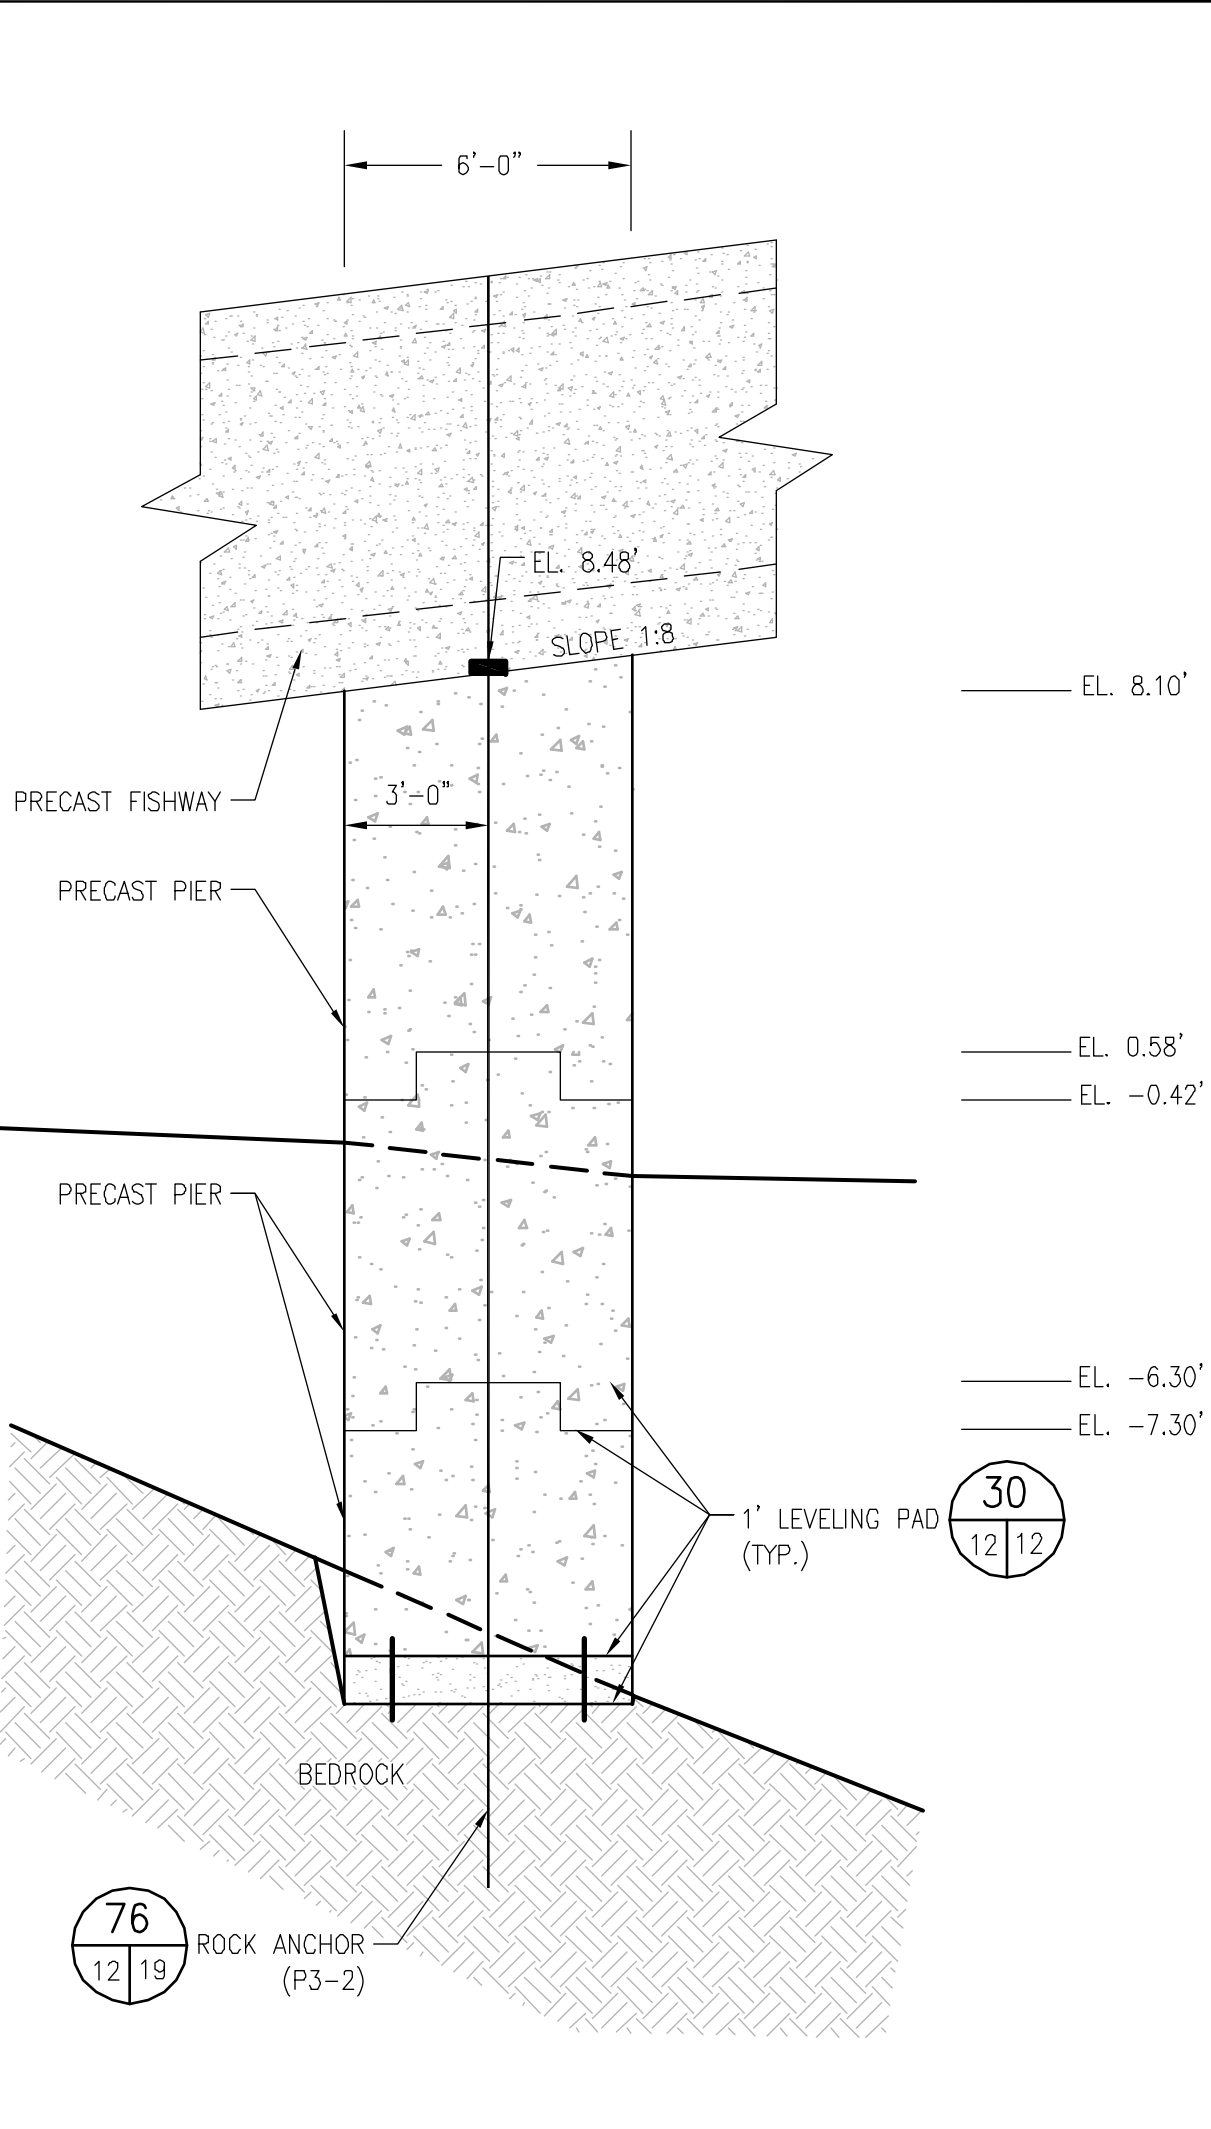 6'-0"
EL. 8.48'
SLOPE 1:8
EL. 8.10'
3'-0"
PRECAST FISHWAY
PRECAST PIER
EL. 0.58'
EL. -0.42'
PRECAST PIER
EL. -6.30'
EL. -7.30'
30
12 12
1' LEVELING PAD
(TYP.)
BEDROCK
76
12 19
ROCK ANCHOR
(P3-2)